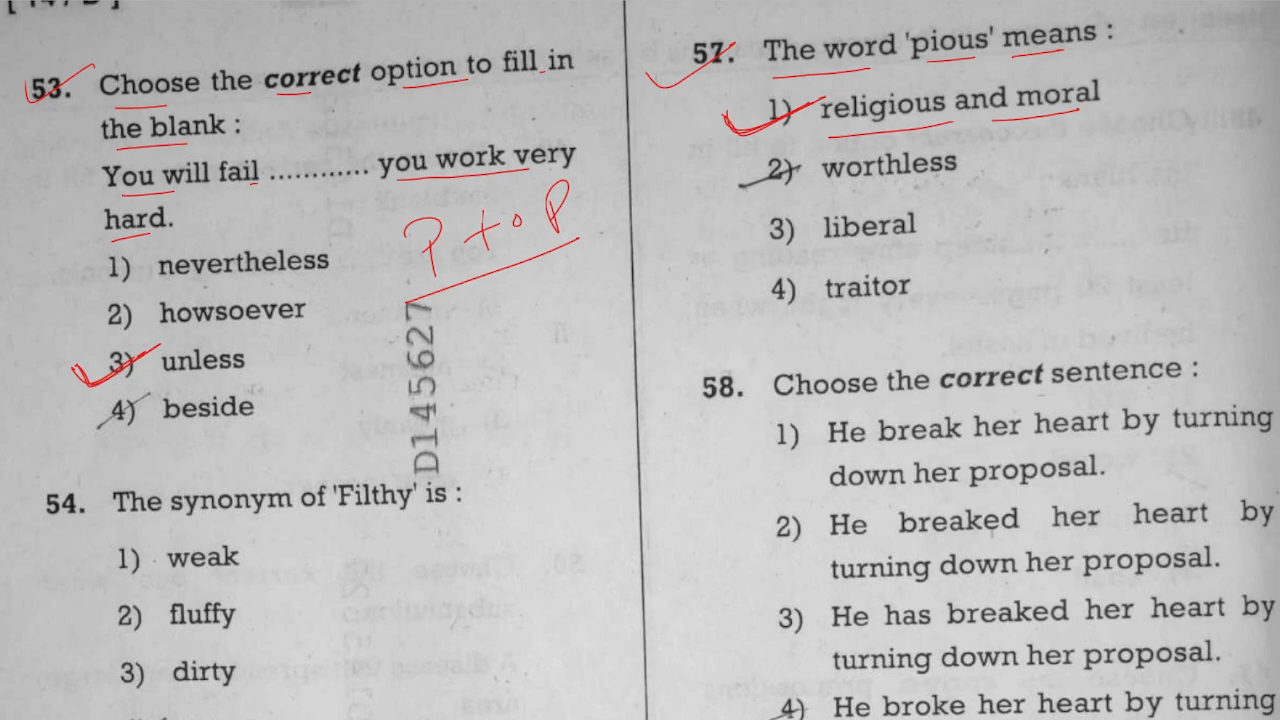 53. Choose the correct option to fill in
the blank :
You will fail ............. you work very
hard.
1) nevertheless
2) howsoever
3) unless
4) beside
P to P
D145627
54. The synonym of 'Filthy' is :
1) weak
2) fluffy
3) dirty
57. The word 'pious' means :
1) religious and moral
2) worthless
3) liberal
4) traitor
58. Choose the correct sentence :
1) He break her heart by turning
down her proposal.
2) He breaked her heart by
turning down her proposal.
3) He has breaked her heart by
turning down her proposal.
4) He broke her heart by turning